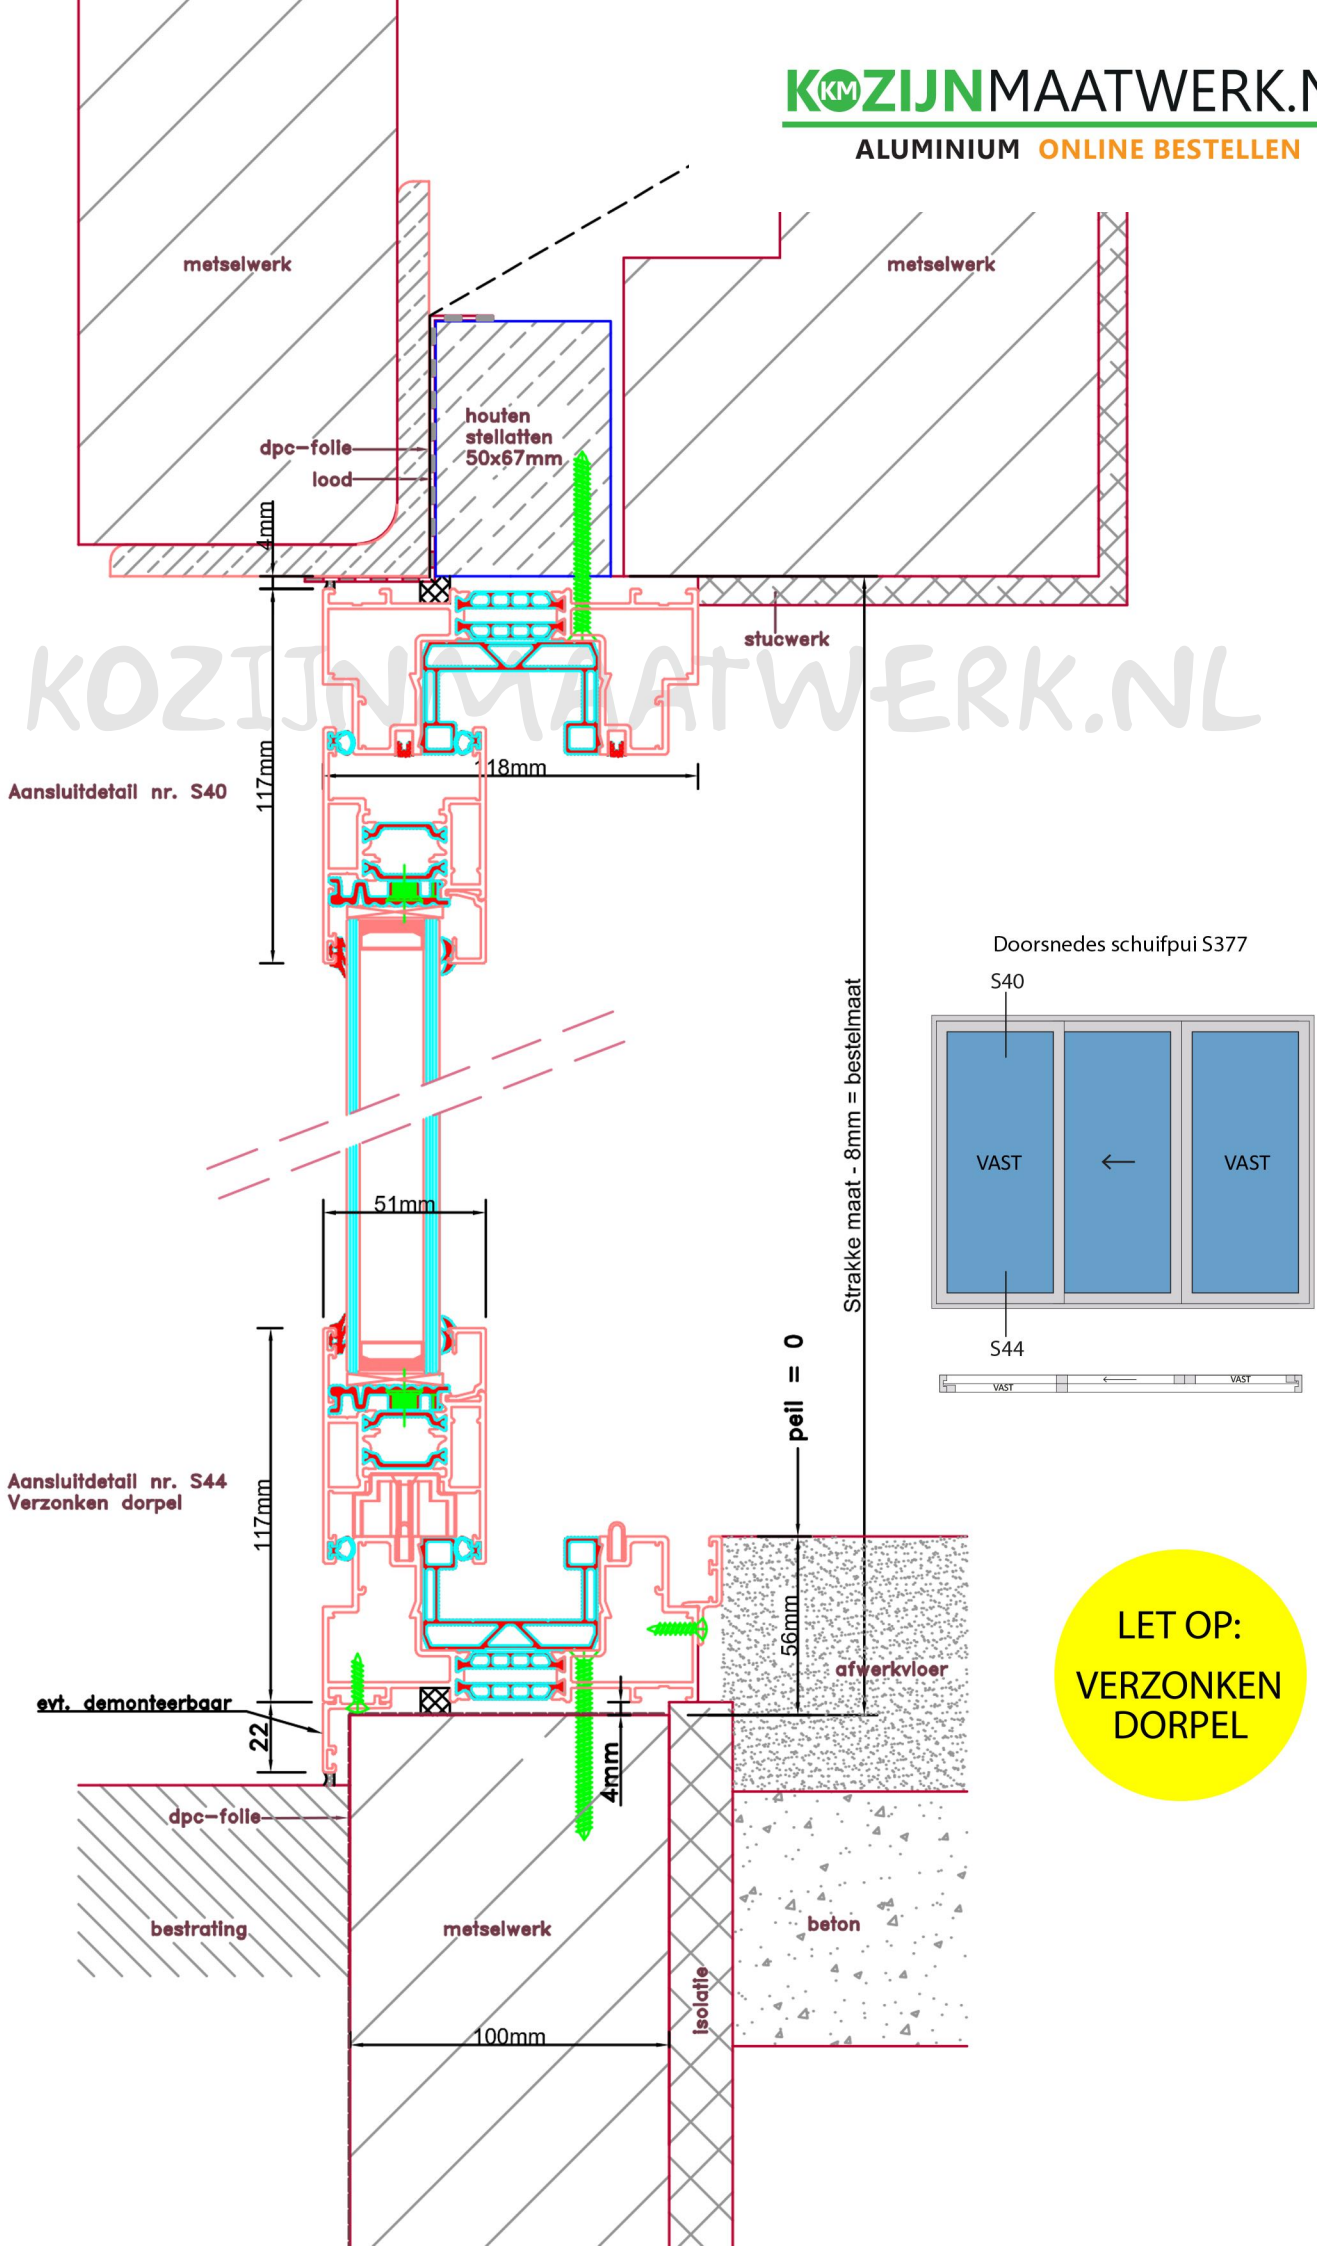 KOZIJNMAATWERK.N
KM
ALUMINIUM ONLINE BESTELLEN
metselwerk
metselwerk
houten
stellatten
50x67mm
dpc-folie
lood
4mm
stucwerk
KOZIJNMAATWERK.NL
118mm
117mm
Aansluitdetail nr. S40
Doorsnedes schuifpui S377
S40
Strakke maat - 8mm = bestelmaat
VAST
←
VAST
51mm
S44
peil = 0
VAST
VAST
Aansluitdetail nr. S44
Verzonken dorpel
117mm
56mm
LET OP:
VERZONKEN
DORPEL
afwerkvloer
evt. demonteerbaar
22
4mm
dpc-folie
bestrating
metselwerk
beton
isolatie
100mm